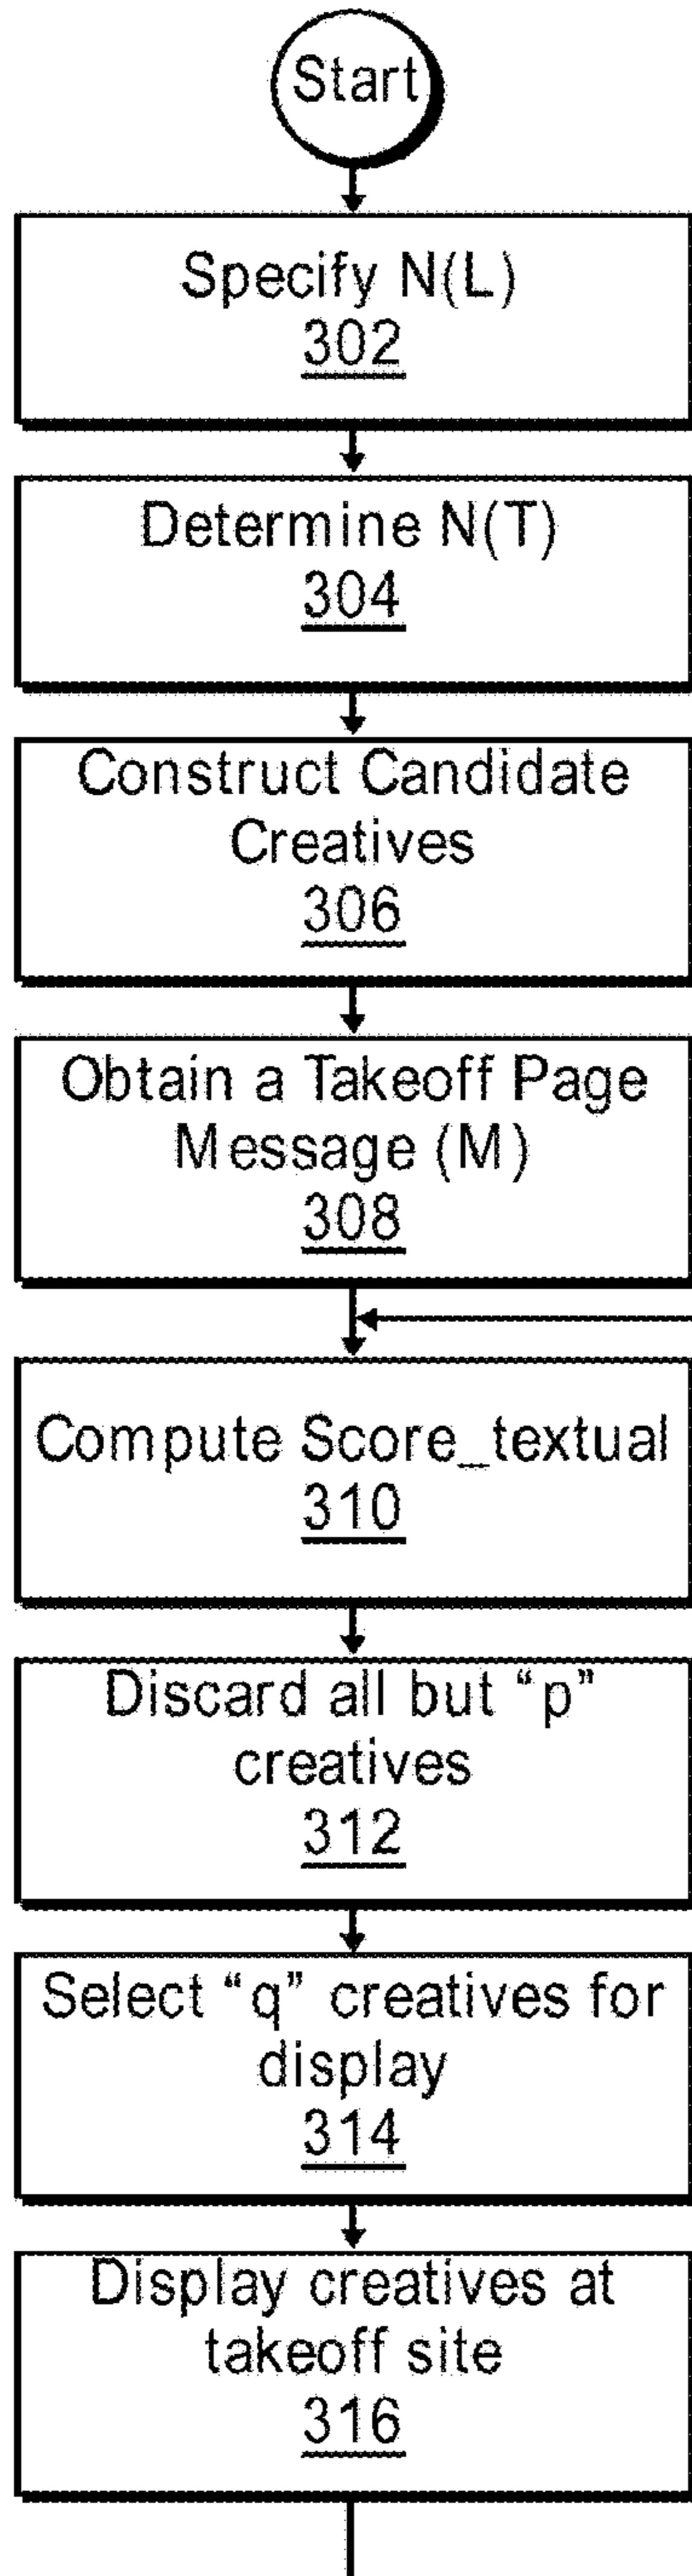 Start
Specify N(L)
302
Determine N(T)
304
Construct Candidate
Creatives
306
Obtain a Takeoff Page
Message (M)
308
Compute Score_textual
310
Discard all but “p”
creatives
312
Select “q” creatives for
display
314
Display creatives at
takeoff site
316